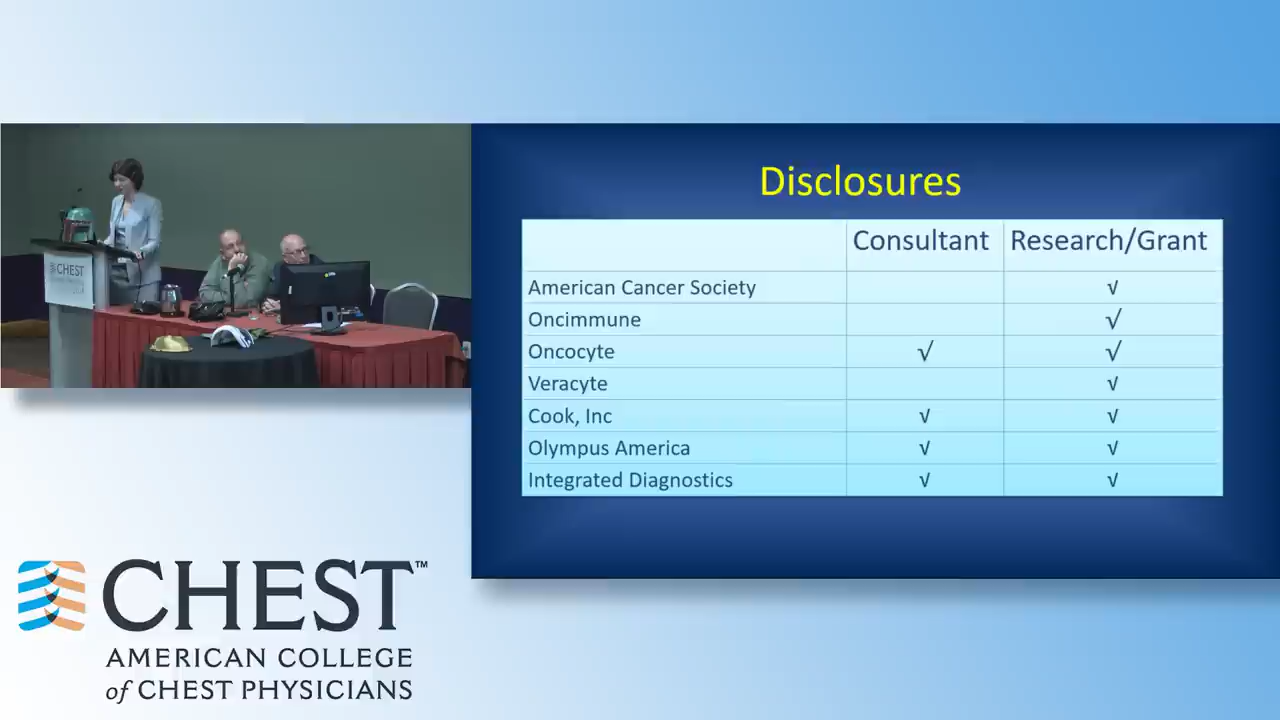 CHEST
Disclosures
Consultant Research/Grant
American Cancer Society √
Oncimmune √
Oncocyte √ √
Veracyte √
Cook, Inc √ √
Olympus America √ √
Integrated Diagnostics √ √
CHEST™
AMERICAN COLLEGE
of CHEST PHYSICIANS